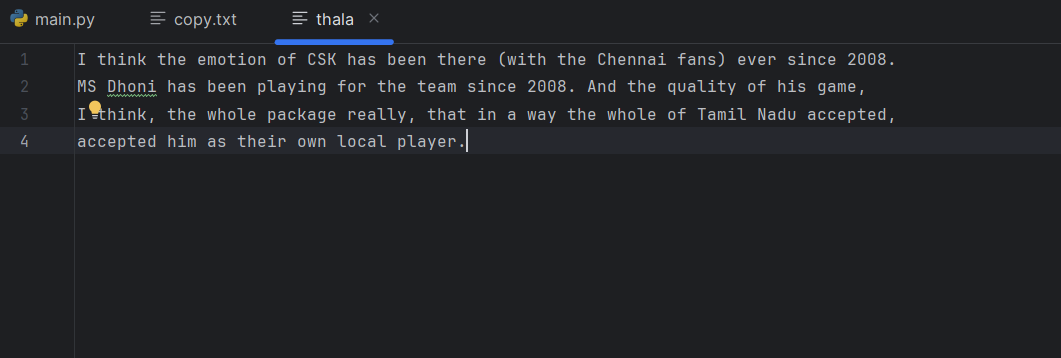 main.py copy.txt thala
1 I think the emotion of CSK has been there (with the Chennai fans) ever since 2008.
2 MS Dhoni has been playing for the team since 2008. And the quality of his game,
3 I think, the whole package really, that in a way the whole of Tamil Nadu accepted,
4 accepted him as their own local player.